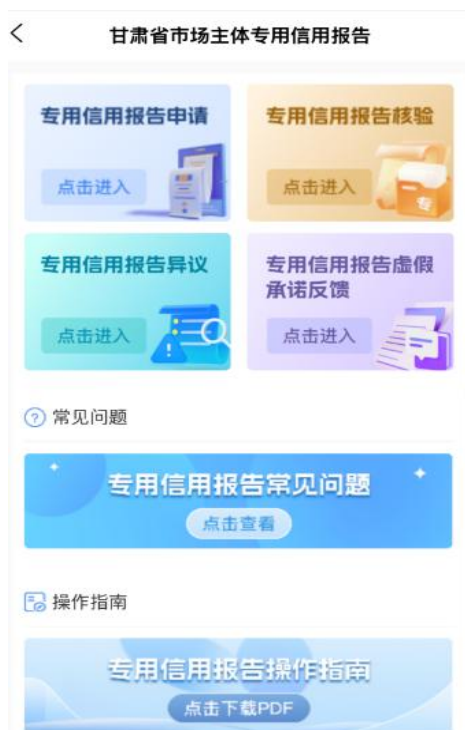 甘肃省市场主体专用信用报告
专用信用报告申请
点击进入
专用信用报告核验
点击进入
专
专用信用报告异议
点击进入
专用信用报告虚假
承诺反馈
点击进入
常见问题
专用信用报告常见问题
点击查看
操作指南
专用信用报告操作指南
点击下载PDF